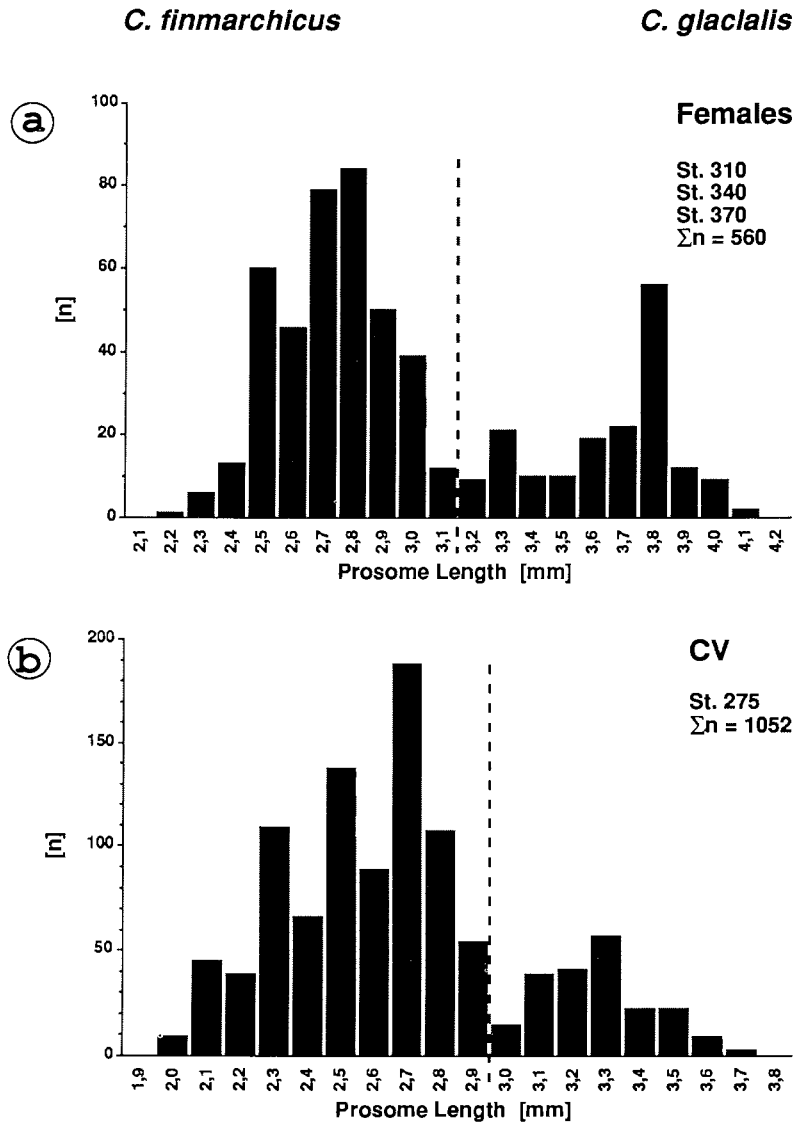 C. finmarchicus C. glaclalis
a
Females
St. 310
St. 340
St. 370
Σn = 560
100
80
60
40
20
0
[n]
2,1 2,2 2,3 2,4 2,5 2,6 2,7 2,8 2,9 3,0 3,1 3,2 3,3 3,4 3,5 3,6 3,7 3,8 3,9 4,0 4,1 4,2
Prosome Length [mm]
b
CV
St. 275
Σn = 1052
200
150
100
50
0
[n]
1,9 2,0 2,1 2,2 2,3 2,4 2,5 2,6 2,7 2,8 2,9 3,0 3,1 3,2 3,3 3,4 3,5 3,6 3,7 3,8
Prosome Length [mm]